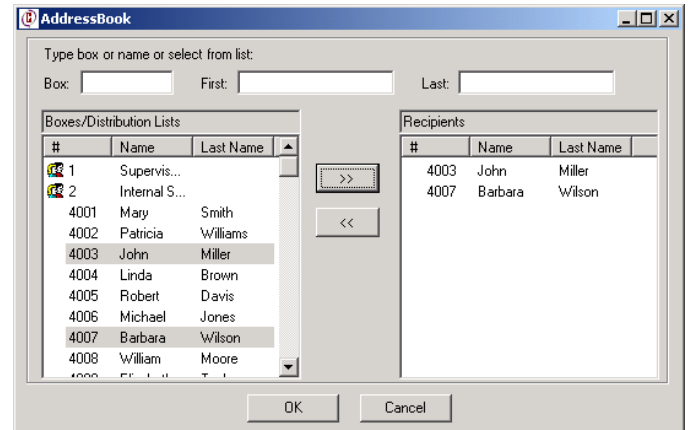 AddressBook
Type box or name or select from list:
Box: First: Last:
Boxes/Distribution Lists
# Name Last Name
1 Supervis...
2 Internal S...
4001 Mary Smith
4002 Patricia Williams
4003 John Miller
4004 Linda Brown
4005 Robert Davis
4006 Michael Jones
4007 Barbara Wilson
4008 William Moore
>>
<<
Recipients
# Name Last Name
4003 John Miller
4007 Barbara Wilson
OK Cancel